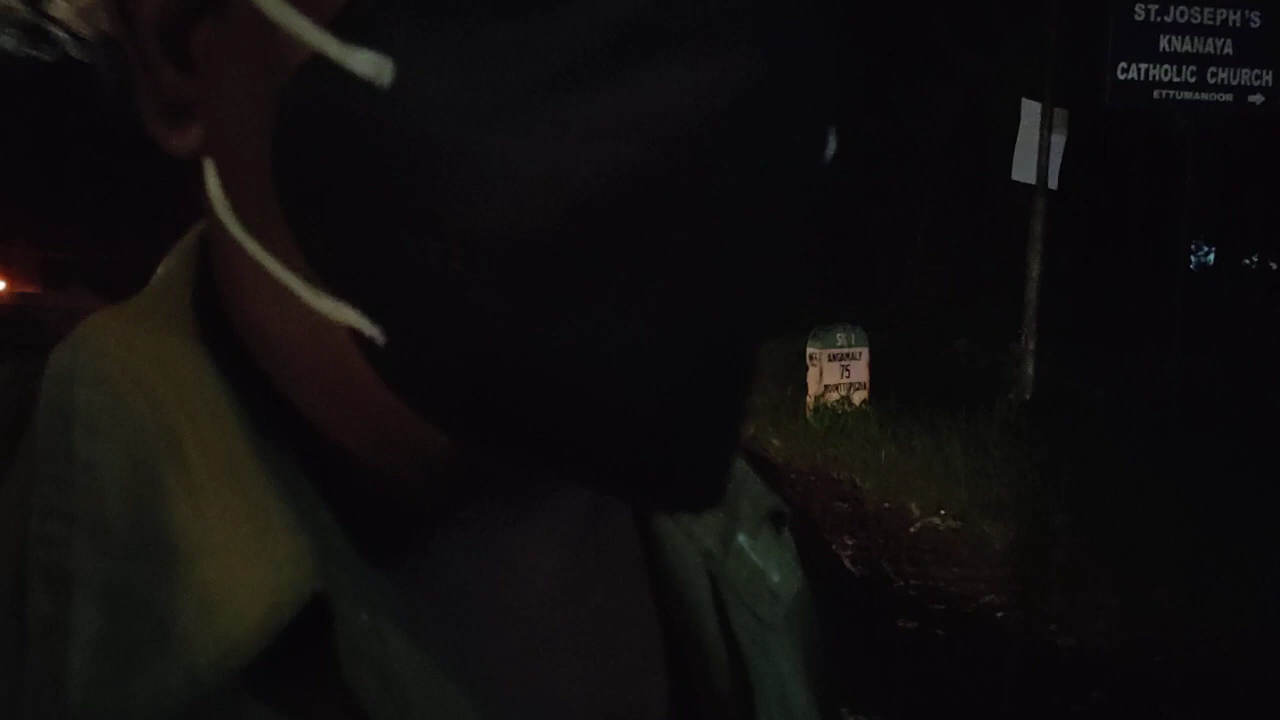 ST.JOSEPH'S
KNANAYA
CATHOLIC CHURCH
ETTUMANOOR
ANGAMALY
75